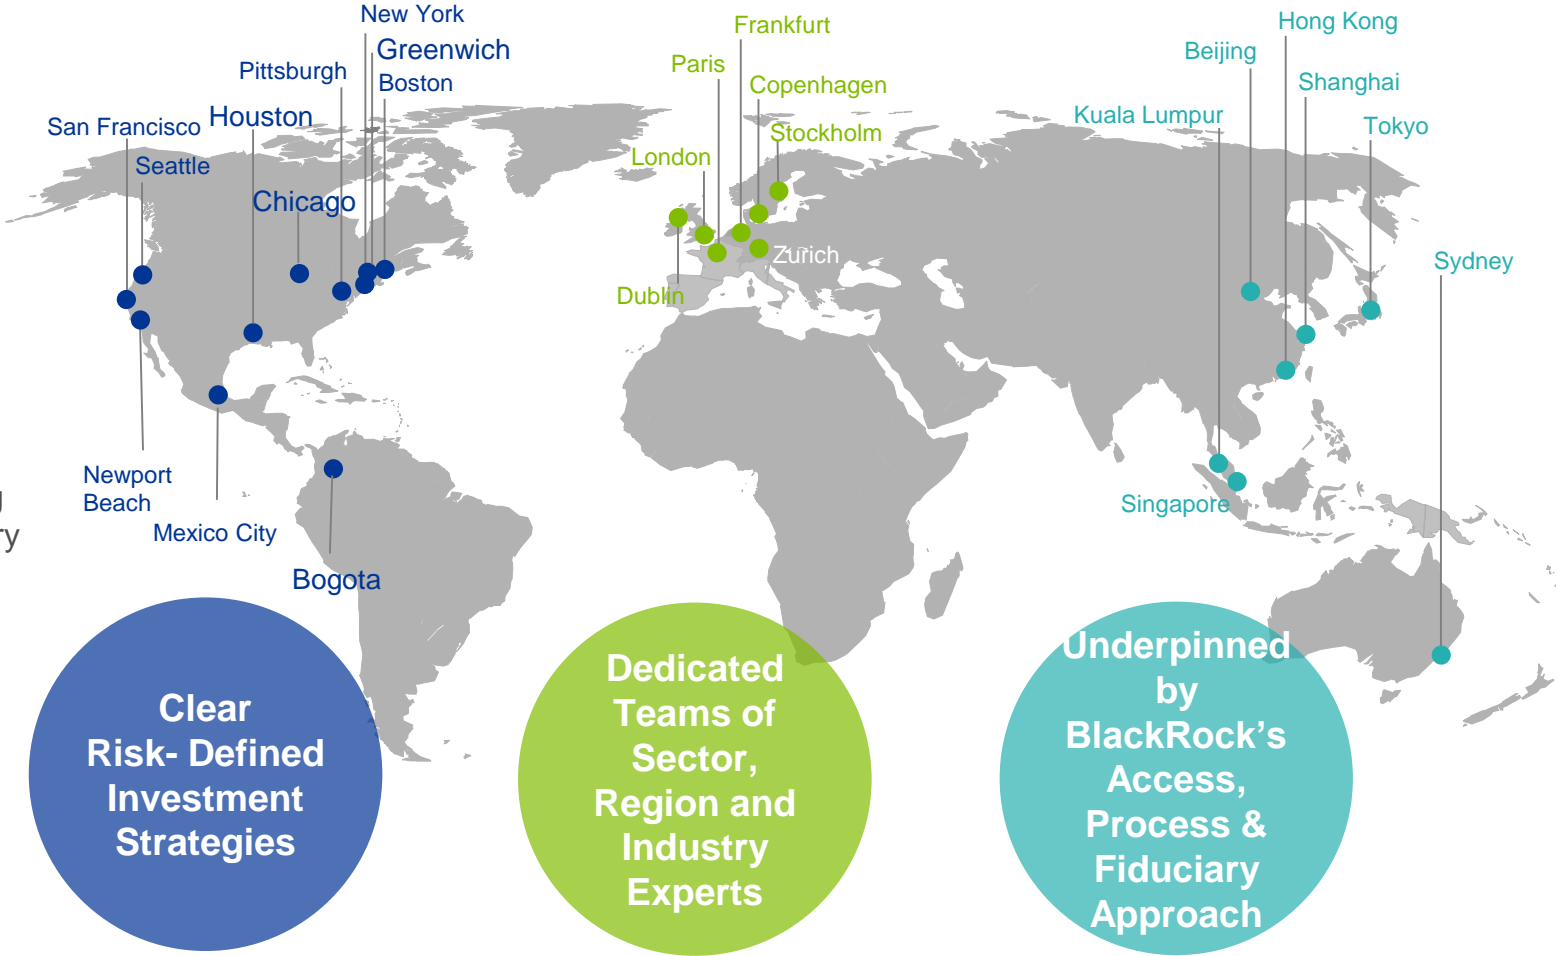 New York
Greenwich
Pittsburgh
Boston
Houston
San Francisco
Seattle
Chicago
Newport
Beach
Mexico City
Bogota
Frankfurt
Paris
Copenhagen
Stockholm
London
Zurich
Dublin
Hong Kong
Beijing
Shanghai
Kuala Lumpur
Tokyo
Sydney
Singapore
ry
Clear
Risk- Defined
Investment
Strategies
Dedicated
Teams of
Sector,
Region and
Industry
Experts
Underpinned
by
BlackRock’s
Access,
Process &
Fiduciary
Approach